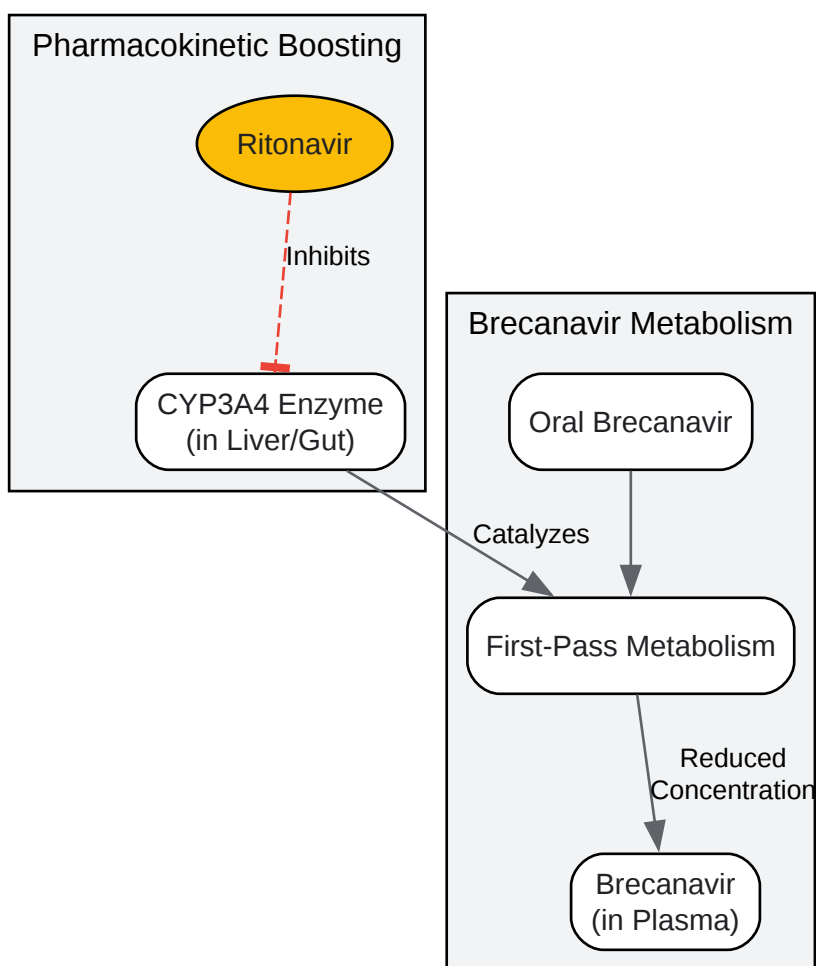 Pharmacokinetic Boosting
Ritonavir
Inhibits
CYP3A4 Enzyme
(in Liver/Gut)
Brecanavir Metabolism
Oral Brecanavir
Catalyzes
First-Pass Metabolism
Reduced
Concentration
Brecanavir
(in Plasma)